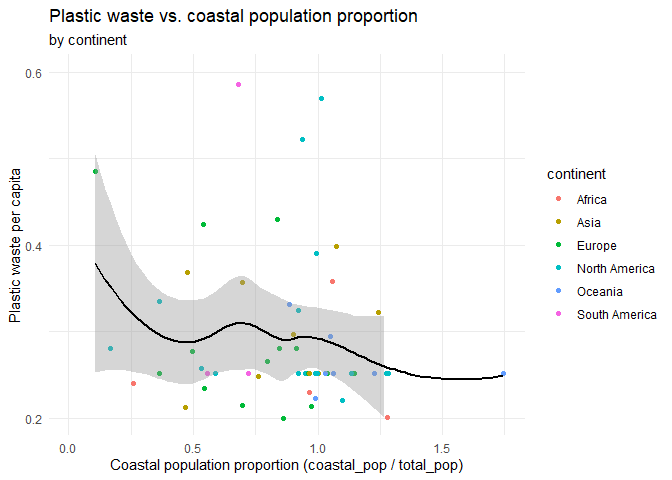 Plastic waste vs. coastal population proportion
by continent
0.6
0.4
0.2
Plastic waste per capita
0.0
0.5
1.0
1.5
Coastal population proportion (coastal_pop / total_pop)
continent
Africa
Asia
Europe
North America
Oceania
South America